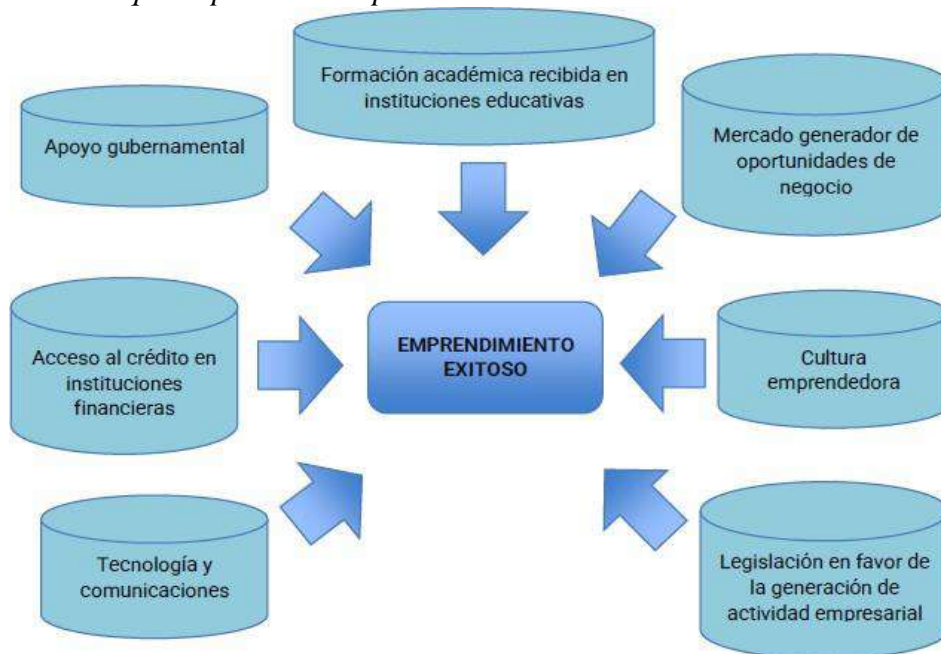 Formación académica recibida en
instituciones educativas
Apoyo gubernamental
Mercado generador de
oportunidades de
negocio
Acceso al crédito en
instituciones
financieras
EMPRENDIMIENTO
EXITOSO
Cultura
emprendedora
Tecnología y
comunicaciones
Legislación en favor de
la generación de
actividad empresarial